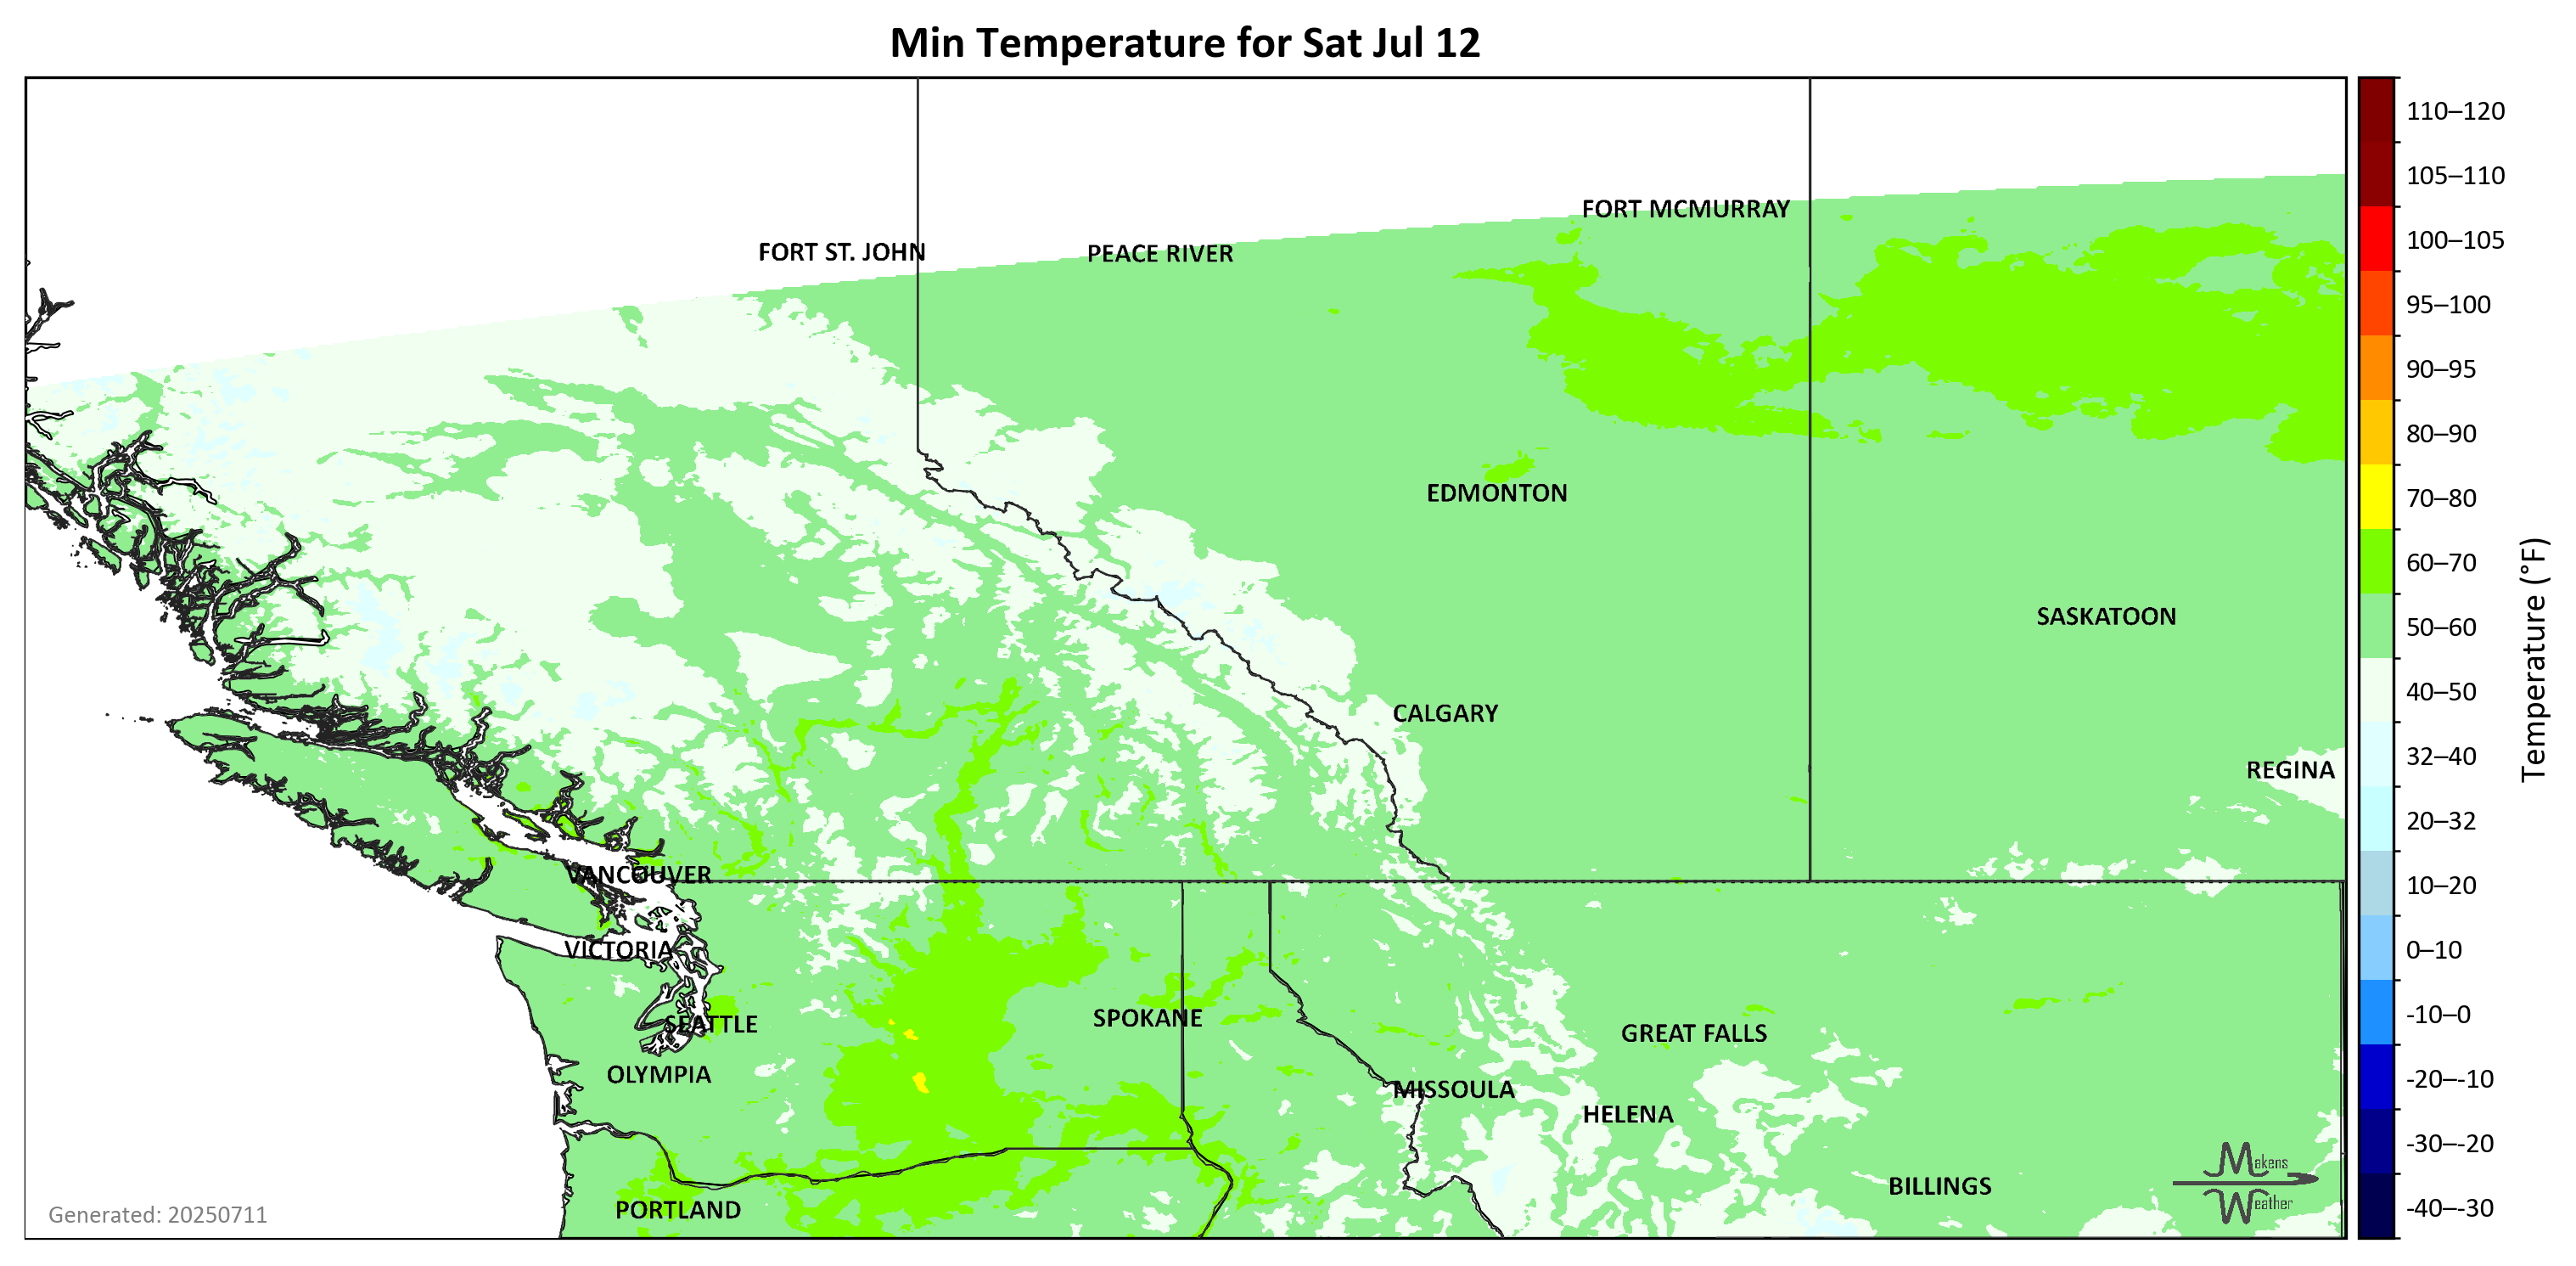 Min Temperature for Sat Jul 12
FORT MCMURRAY
FORT ST. JOHN
PEACE RIVER
EDMONTON
SASKATOON
CALGARY
REGINA
VANCOUVER
VICTORIA
SEATTLE
SPOKANE
GREAT FALLS
OLYMPIA
MISSOULA
HELENA
BILLINGS
PORTLAND
Generated: 20250711
Makens
Weather
110–120
105–110
100–105
95–100
90–95
80–90
70–80
60–70
50–60
40–50
32–40
20–32
10–20
0–10
-10–0
-20–-10
-30–-20
-40–-30
Temperature (°F)